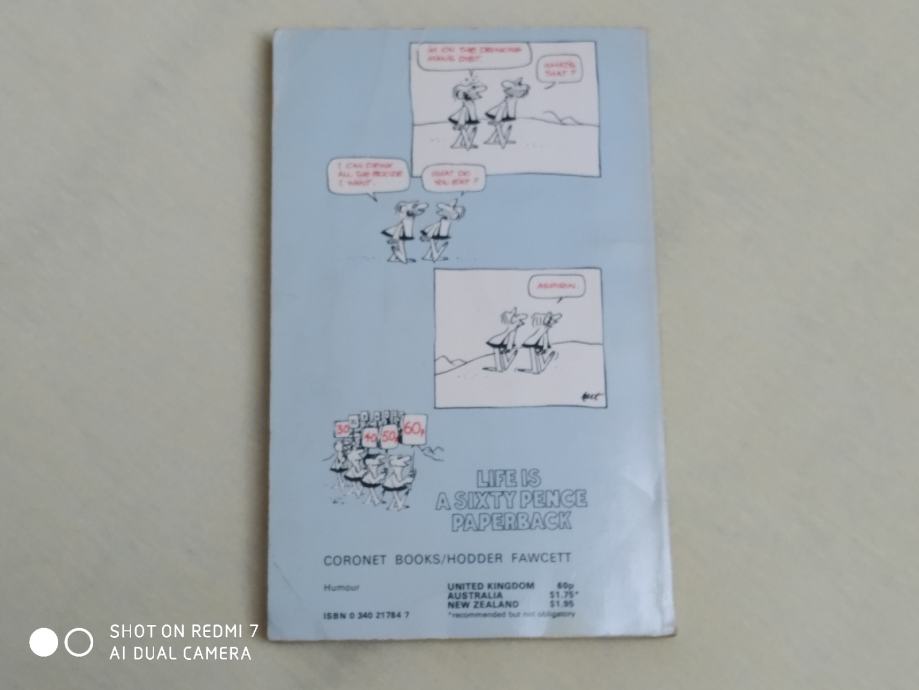 I'M ON THE DRINKING
MAN'S DIET.
WHAT'S
THAT ?
I CAN DRINK
ALL THE BOOZE
I WANT.
WHAT DO
YOU EAT ?
ASPIRIN.
hart
30
40
50p
60p
LIFE IS
A SIXTY PENCE
PAPERBACK
CORONET BOOKS/HODDER FAWCETT
Humour
UNITED KINGDOM 60p
AUSTRALIA $1.75*
NEW ZEALAND $1.95
*recommended but not obligatory
ISBN 0 340 21784 7
SHOT ON REDMI 7
AI DUAL CAMERA